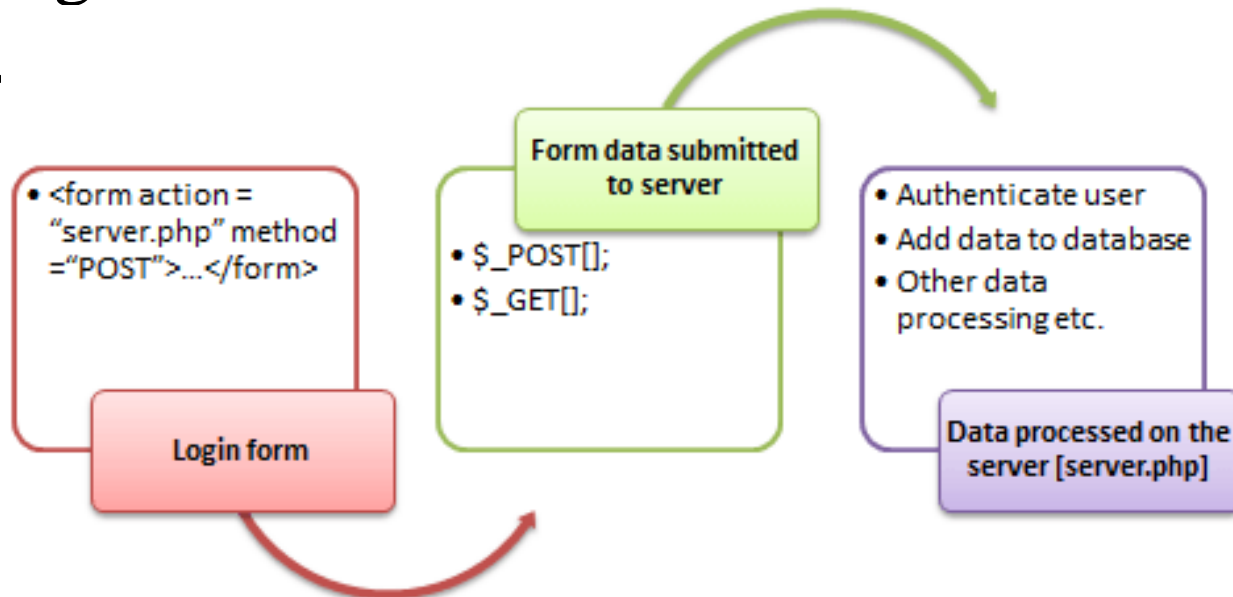 • <form action =
“server.php” method
=“POST”>...</form>
Login form
Form data submitted
to server
• $_POST[];
• $_GET[];
• Authenticate user
• Add data to database
• Other data
processing etc.
Data processed on the
server [server.php]